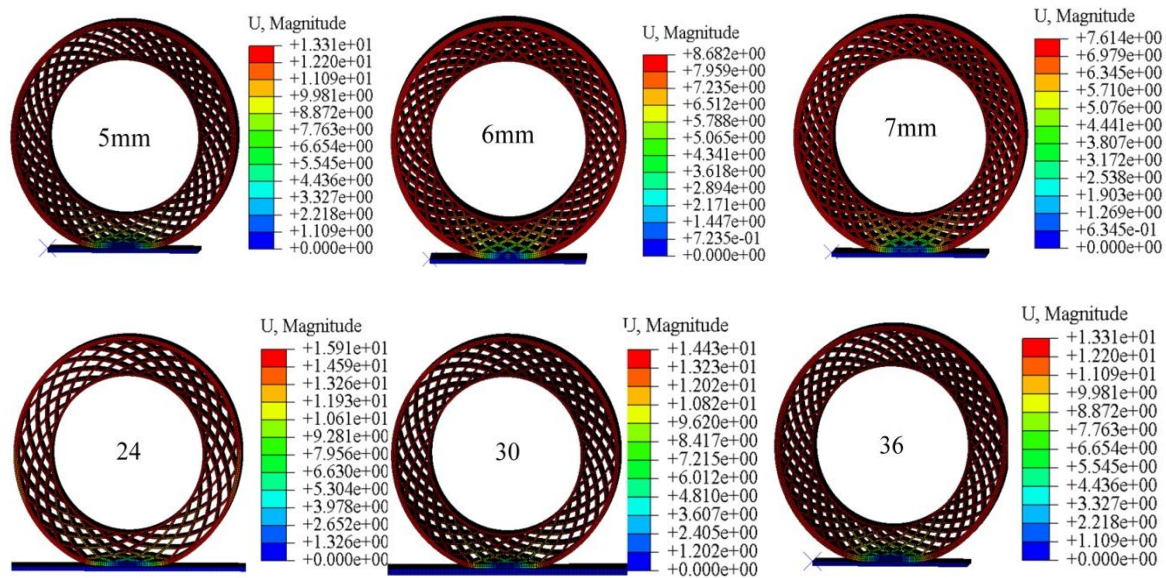 U, Magnitude
+1.331e+01
+1.220e+01
+1.109e+01
+9.981e+00
+8.872e+00
+7.763e+00
+6.654e+00
+5.545e+00
+4.436e+00
+3.327e+00
+2.218e+00
+1.109e+00
+0.000e+00
5mm
U, Magnitude
+8.682e+00
+7.959e+00
+7.235e+00
+6.512e+00
+5.788e+00
+5.065e+00
+4.341e+00
+3.618e+00
+2.894e+00
+2.171e+00
+1.447e+00
+7.235e-01
+0.000e+00
6mm
U, Magnitude
+7.614e+00
+6.979e+00
+6.345e+00
+5.710e+00
+5.076e+00
+4.441e+00
+3.807e+00
+3.172e+00
+2.538e+00
+1.903e+00
+1.269e+00
+6.345e-01
+0.000e+00
7mm
U, Magnitude
+1.591e+01
+1.459e+01
+1.326e+01
+1.193e+01
+1.061e+01
+9.281e+00
+7.956e+00
+6.630e+00
+5.304e+00
+3.978e+00
+2.652e+00
+1.326e+00
+0.000e+00
24
U, Magnitude
+1.443e+01
+1.323e+01
+1.202e+01
+1.082e+01
+9.620e+00
+8.417e+00
+7.215e+00
+6.012e+00
+4.810e+00
+3.607e+00
+2.405e+00
+1.202e+00
+0.000e+00
30
U, Magnitude
+1.331e+01
+1.220e+01
+1.109e+01
+9.981e+00
+8.872e+00
+7.763e+00
+6.654e+00
+5.545e+00
+4.436e+00
+3.327e+00
+2.218e+00
+1.109e+00
+0.000e+00
36